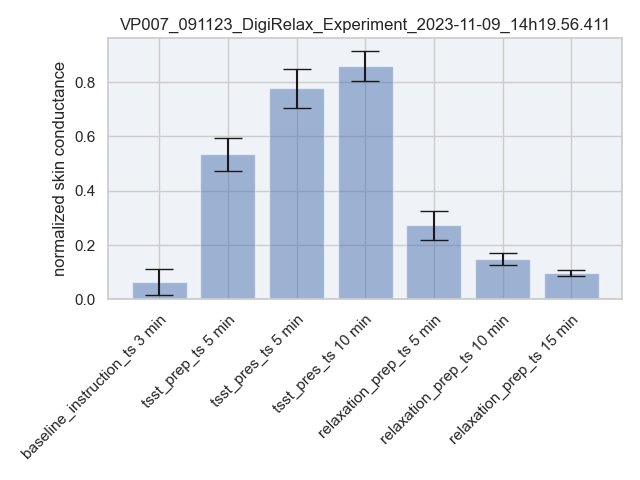 VP007_091123_DigiRelax_Experiment_2023-11-09_14h19.56.411
normalized skin conductance
0.8
0.6
0.4
0.2
0.0
baseline_instruction_ts 3 min
tsst_prep_ts 5 min
tsst_pres_ts 5 min
tsst_pres_ts 10 min
relaxation_prep_ts 5 min
relaxation_prep_ts 10 min
relaxation_prep_ts 15 min